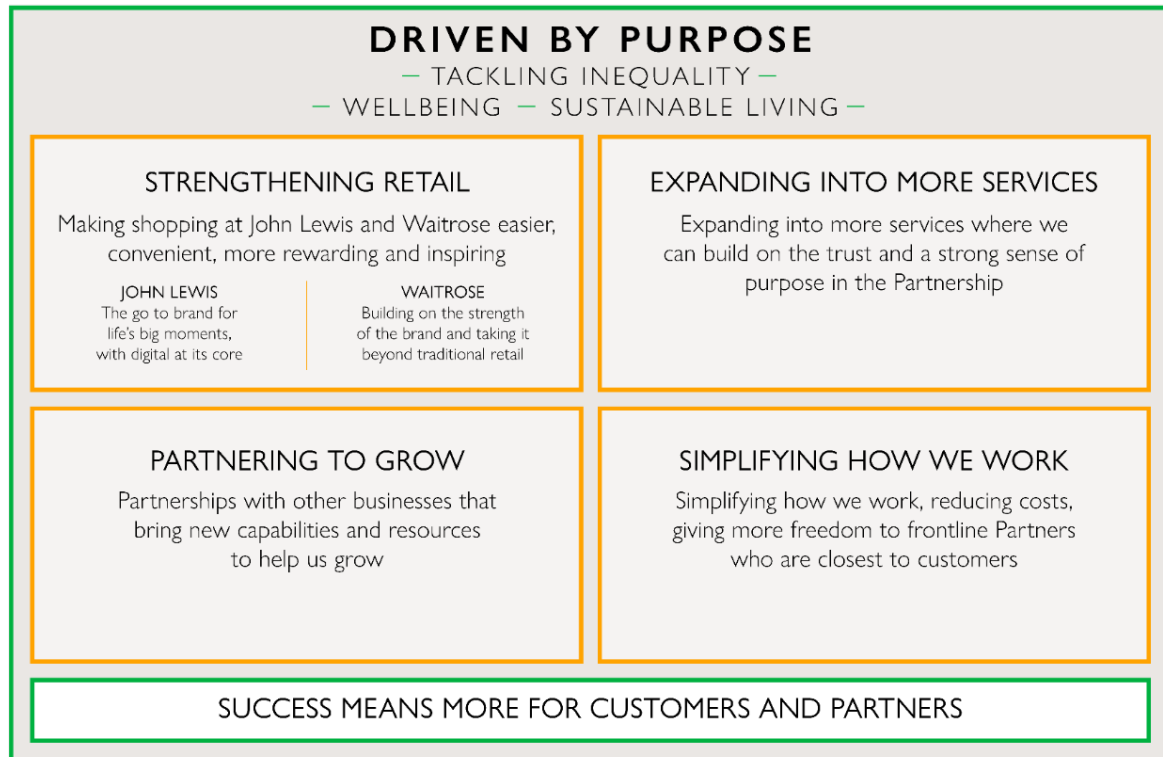 DRIVEN BY PURPOSE
– TACKLING INEQUALITY –
– WELLBEING – SUSTAINABLE LIVING –
STRENGTHENING RETAIL
Making shopping at John Lewis and Waitrose easier,
convenient, more rewarding and inspiring
JOHN LEWIS
The go to brand for
life's big moments,
with digital at its core
WAITROSE
Building on the strength
of the brand and taking it
beyond traditional retail
EXPANDING INTO MORE SERVICES
Expanding into more services where we
can build on the trust and a strong sense of
purpose in the Partnership
PARTNERING TO GROW
Partnerships with other businesses that
bring new capabilities and resources
to help us grow
SIMPLIFYING HOW WE WORK
Simplifying how we work, reducing costs,
giving more freedom to frontline Partners
who are closest to customers
SUCCESS MEANS MORE FOR CUSTOMERS AND PARTNERS